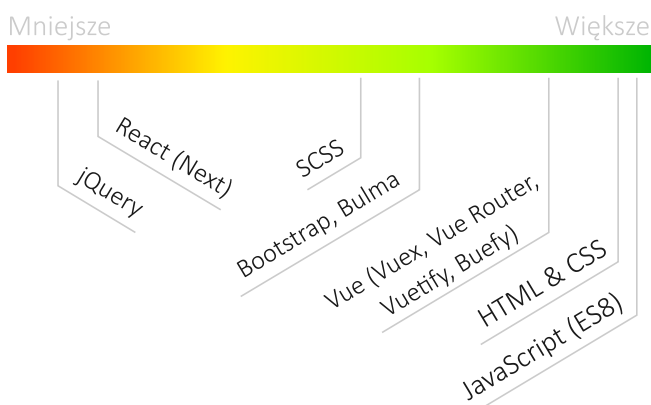 Mniejsze
Większe
jQuery
React (Next)
SCSS
Bootstrap, Bulma
Vue (Vuex, Vue Router,
Vuetify, Buefy)
HTML & CSS
JavaScript (ES8)